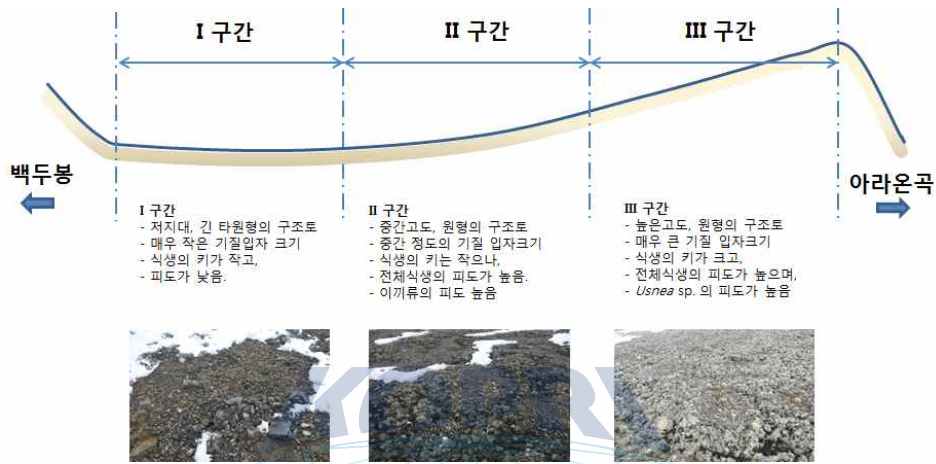 I 구간
II 구간
III 구간
백두봉
아라온곡
I 구간
- 저지대, 긴 타원형의 구조토
- 매우 작은 기질입자 크기
- 식생의 키가 작고,
- 피도가 낮음.
II 구간
- 중간고도, 원형의 구조토
- 중간 정도의 기질 입자크기
- 식생의 키는 작으나,
- 전체식생의 피도가 높음.
- 이끼류의 피도 높음
III 구간
- 높은고도, 원형의 구조토
- 매우 큰 기질 입자크기
- 식생의 키가 크고,
- 전체식생의 피도가 높으며,
- Usnea sp. 의 피도가 높음
KOPRI